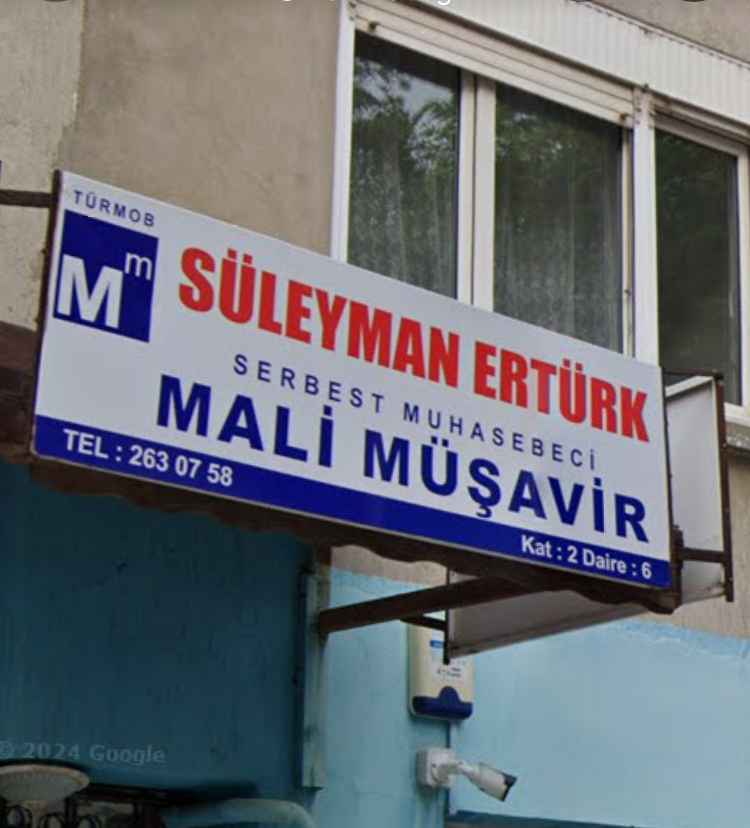 TÜRMOB
Mm
SÜLEYMAN ERTÜRK
SERBEST MUHASEBECİ
MALİ MÜŞAVİR
TEL : 263 07 58
Kat : 2 Daire : 6
© 2024 Google